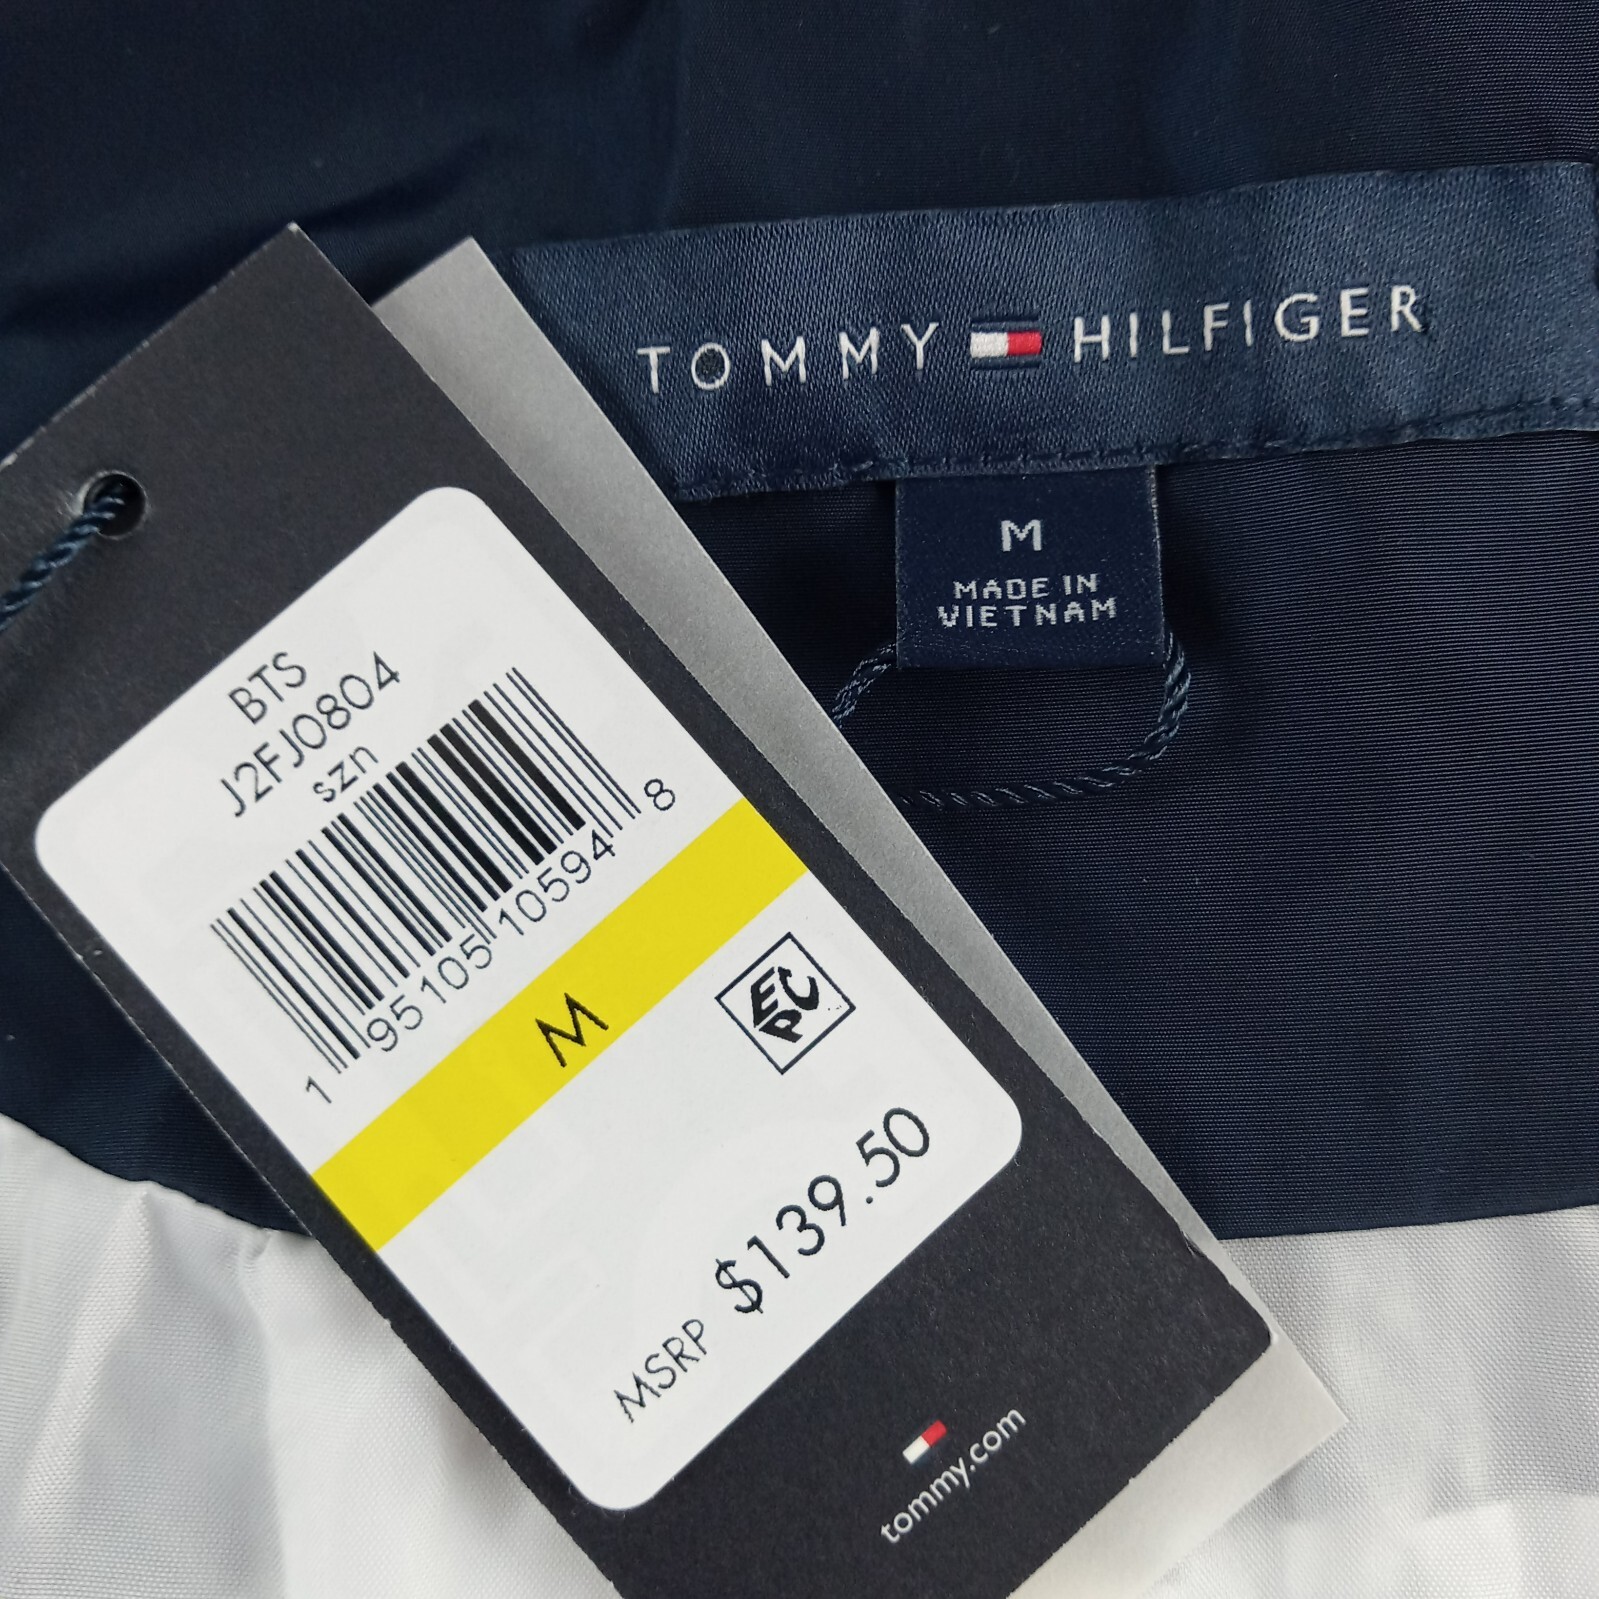 TOMMY HILFIGER
M
MADE IN
VIETNAM
BTS
J2FJ0804
szn
1 95105 10594 8
M
EPC
MSRP $139.50
tommy.com